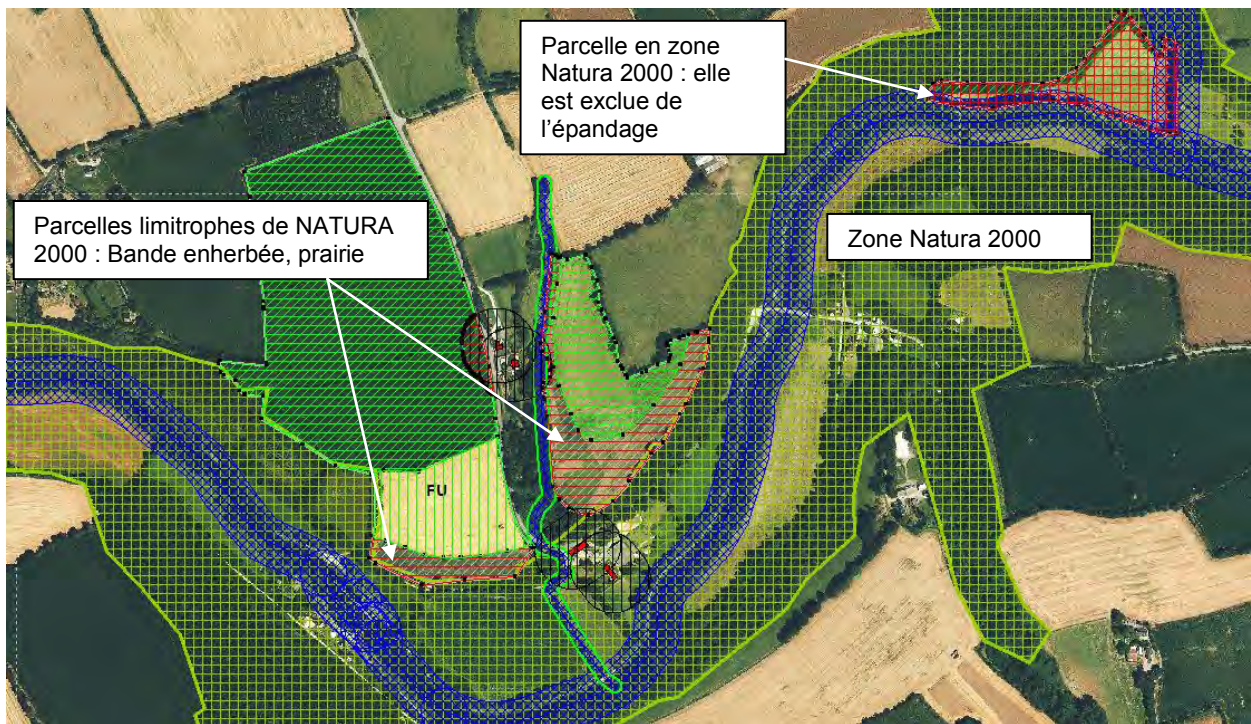 Parcelle en zone
Natura 2000 : elle
est exclue de
l'épandage
Parcelles limitrophes de NATURA
2000 : Bande enherbée, prairie
Zone Natura 2000
FU